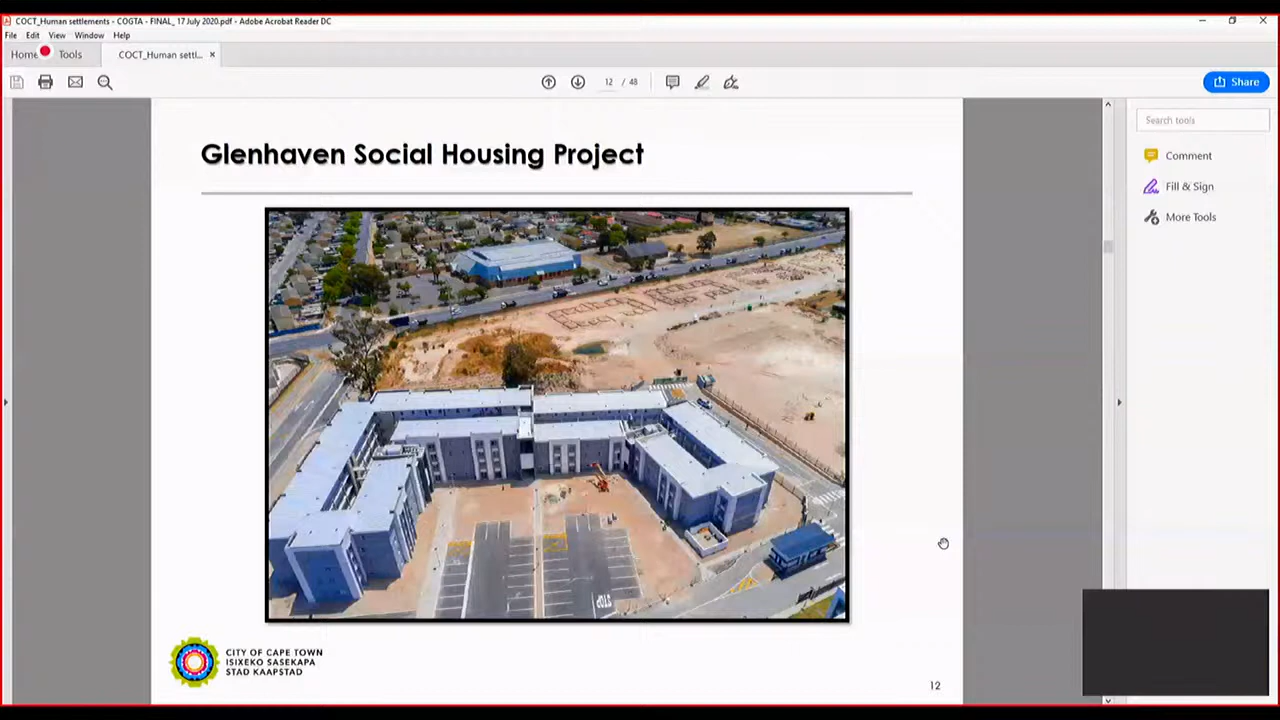 COCT_Human settlements - COGTA - FINAL_ 17 July 2020.pdf - Adobe Acrobat Reader DC
File Edit View Window Help
Home Tools COCT_Human settl... ×
12 / 48
Share
Search tools
Comment
Fill & Sign
More Tools
Glenhaven Social Housing Project
STOP
CITY OF CAPE TOWN
ISIXEKO SASEKAPA
STAD KAAPSTAD
12